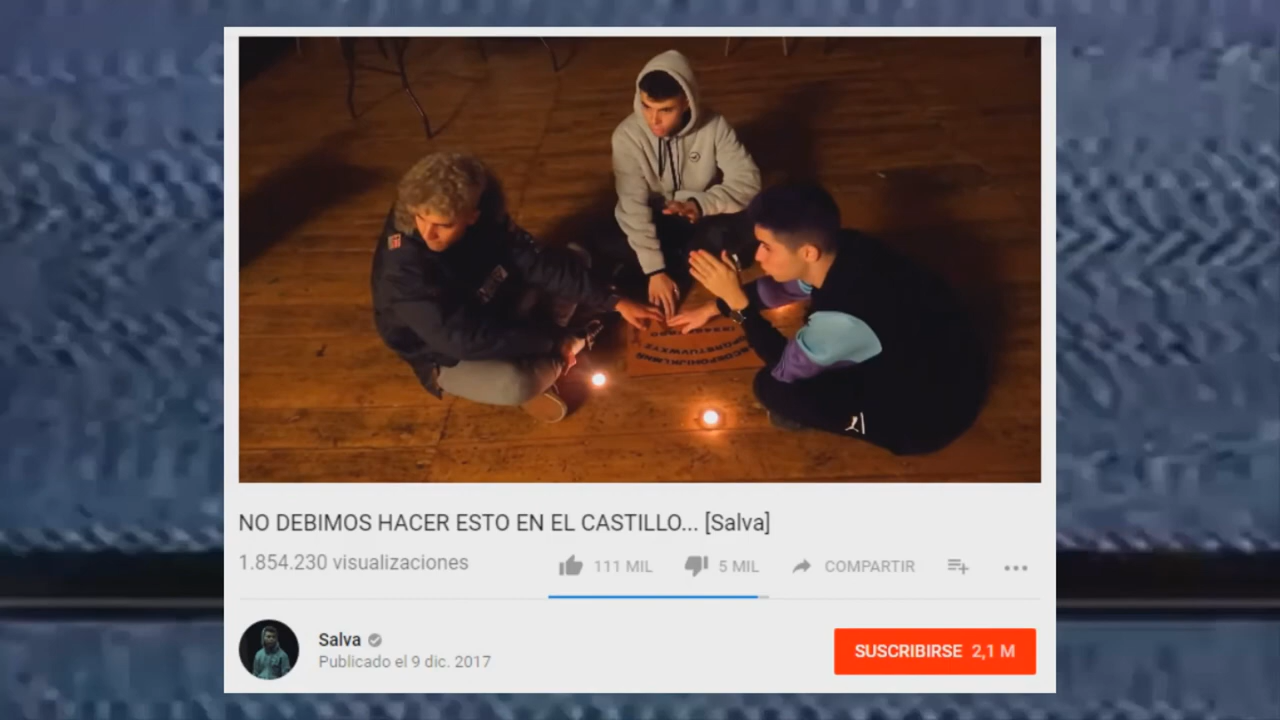 NO DEBIMOS HACER ESTO EN EL CASTILLO... [Salva]
1.854.230 visualizaciones
111 MIL
5 MIL
COMPARTIR
Salva
Publicado el 9 dic. 2017
SUSCRIBIRSE 2,1 M